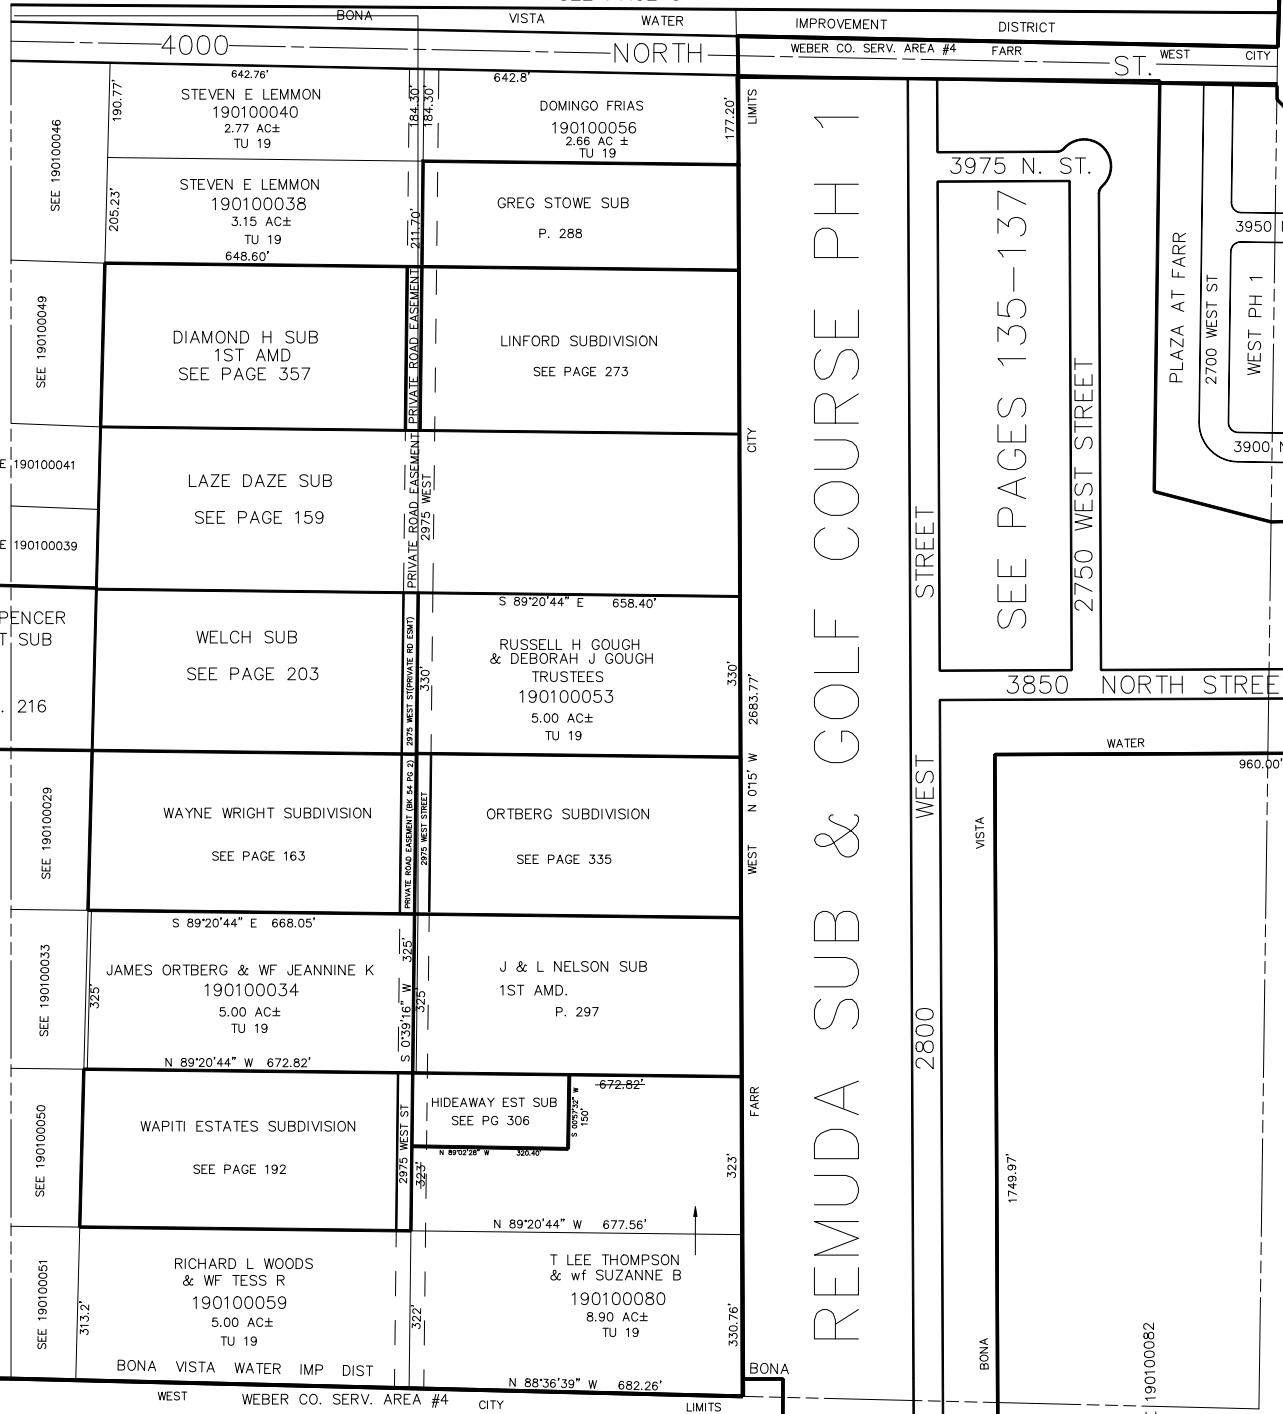 BONA VISTA WATER IMPROVEMENT DISTRICT
4000 NORTH ST.
WEBER CO. SERV. AREA #4 FARR WEST CITY
LIMITS
CITY
WEST
FARR
642.76'
STEVEN E LEMMON
190100040
2.77 AC±
TU 19
190.77'
184.30'
184.30'
642.8'
DOMINGO FRIAS
190100056
2.66 AC ±
TU 19
177.20'
SEE 190100046
STEVEN E LEMMON
190100038
3.15 AC±
TU 19
648.60'
205.23'
211.70'
GREG STOWE SUB
P. 288
SEE 190100049
DIAMOND H SUB
1ST AMD
SEE PAGE 357
PRIVATE ROAD EASEMENT
PRIVATE ROAD EASEMENT
LINFORD SUBDIVISION
SEE PAGE 273
E 190100041
E 190100039
LAZE DAZE SUB
SEE PAGE 159
PRIVATE ROAD EASEMENT
2975 WEST
PENCER
T SUB
. 216
WELCH SUB
SEE PAGE 203
2975 WEST ST(PRIVATE RD ESMT)
330'
S 89°20'44" E 658.40'
RUSSELL H GOUGH
& DEBORAH J GOUGH
TRUSTEES
190100053
5.00 AC±
TU 19
330'
N 0°15' W 2683.77'
SEE 190100029
WAYNE WRIGHT SUBDIVISION
SEE PAGE 163
PRIVATE ROAD EASEMENT (BK 54 PG 2)
2975 WEST STREET
ORTBERG SUBDIVISION
SEE PAGE 335
SEE 190100033
S 89°20'44" E 668.05'
JAMES ORTBERG & WF JEANNINE K
190100034
5.00 AC±
TU 19
325'
N 89°20'44" W 672.82'
S 0°39'16" W 325'
325'
J & L NELSON SUB
1ST AMD.
P. 297
SEE 190100050
WAPITI ESTATES SUBDIVISION
SEE PAGE 192
2975 WEST ST
323'
HIDEAWAY EST SUB
SEE PG 306
N 89°02'28" W 320.40'
S 00°57'32" W
150'
672.82'
323'
N 89°20'44" W 677.56'
SEE 190100051
RICHARD L WOODS
& WF TESS R
190100059
5.00 AC±
TU 19
313.2'
322'
T LEE THOMPSON
& wf SUZANNE B
190100080
8.90 AC±
TU 19
330.76'
BONA VISTA WATER IMP DIST
N 88°36'39" W 682.26'
WEST WEBER CO. SERV. AREA #4 CITY LIMITS
BONA
REMUDA SUB & GOLF COURSE PH 1
2800 WEST STREET
3975 N. ST.
SEE PAGES 135-137
2750 WEST STREET
PLAZA AT FARR
2700 WEST ST
WEST PH 1
3950
3900 N
3850 NORTH STREE
WATER
960.00'
VISTA
BONA
1749.97'
190100082